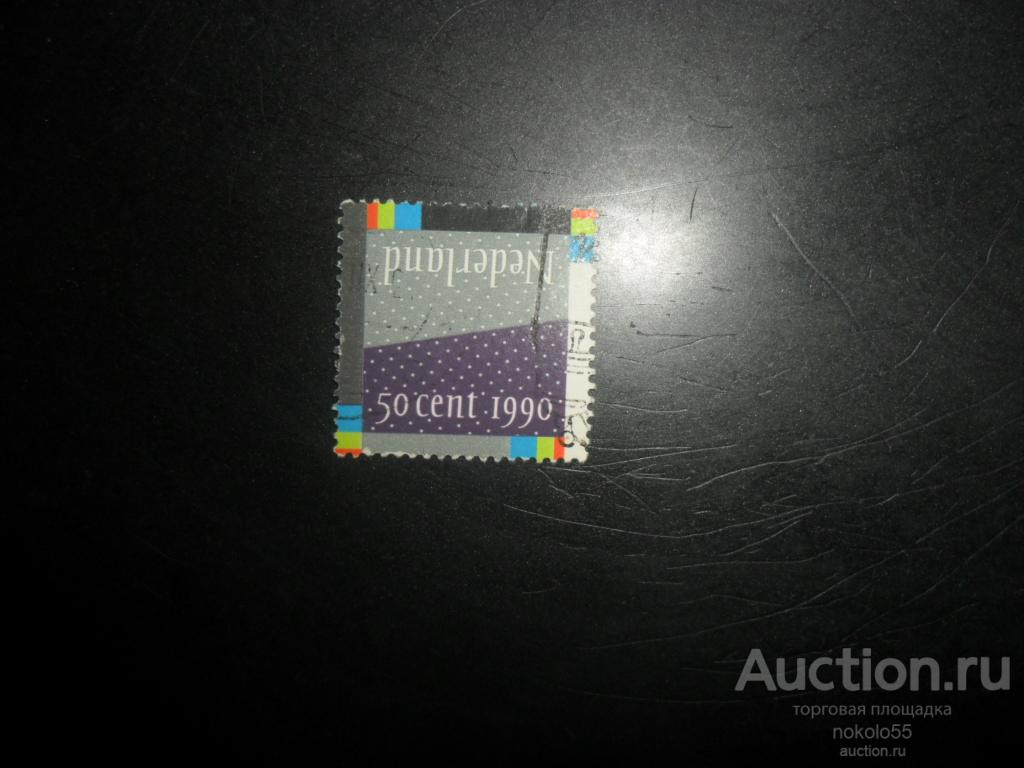 Nederland
50 cent 1990
Auction.ru
торговая площадка
nokolo55
auction.ru